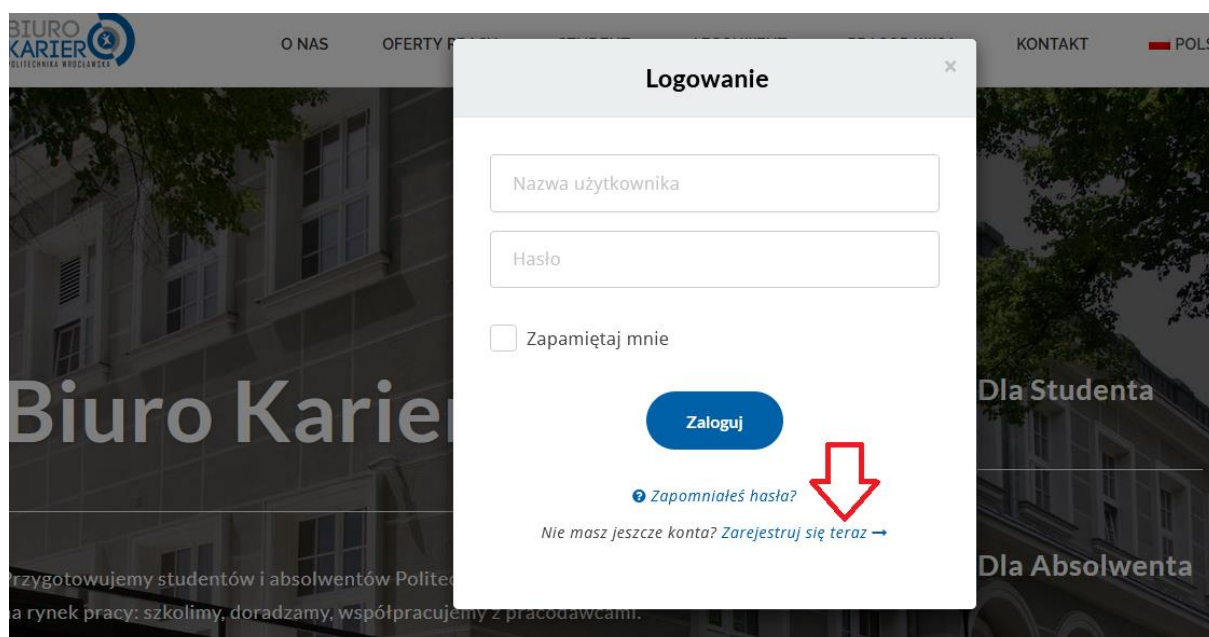 BIURO
KARIER
POLITECHNIKA WROCŁAWSKA
O NAS
OFERTY
KONTAKT
Logowanie
×
Nazwa użytkownika
Hasło
Zapamiętaj mnie
Zaloguj
Zapomniałeś hasła?
Nie masz jeszcze konta? Zarejestruj się teraz →
Biuro Karier
Dla Studenta
Dla Absolwenta
Przygotowujemy studentów i absolwentów
na rynek pracy: szkolimy, doradzamy, współpracujemy z pracodawcami.